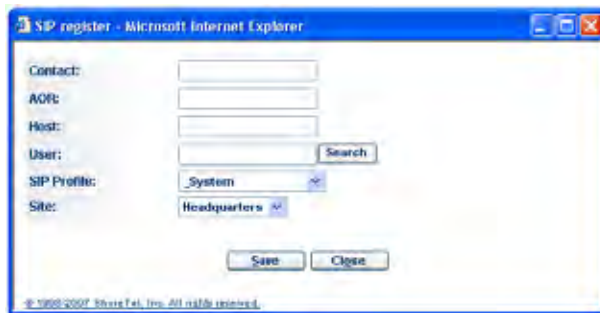 SIP register - Microsoft Internet Explorer
Contact:
AOR:
Host:
User: Search
SIP Profile: _System
Site: Headquarters
Save Close
© 1998-2007 ShoreTel, Inc. All rights reserved.